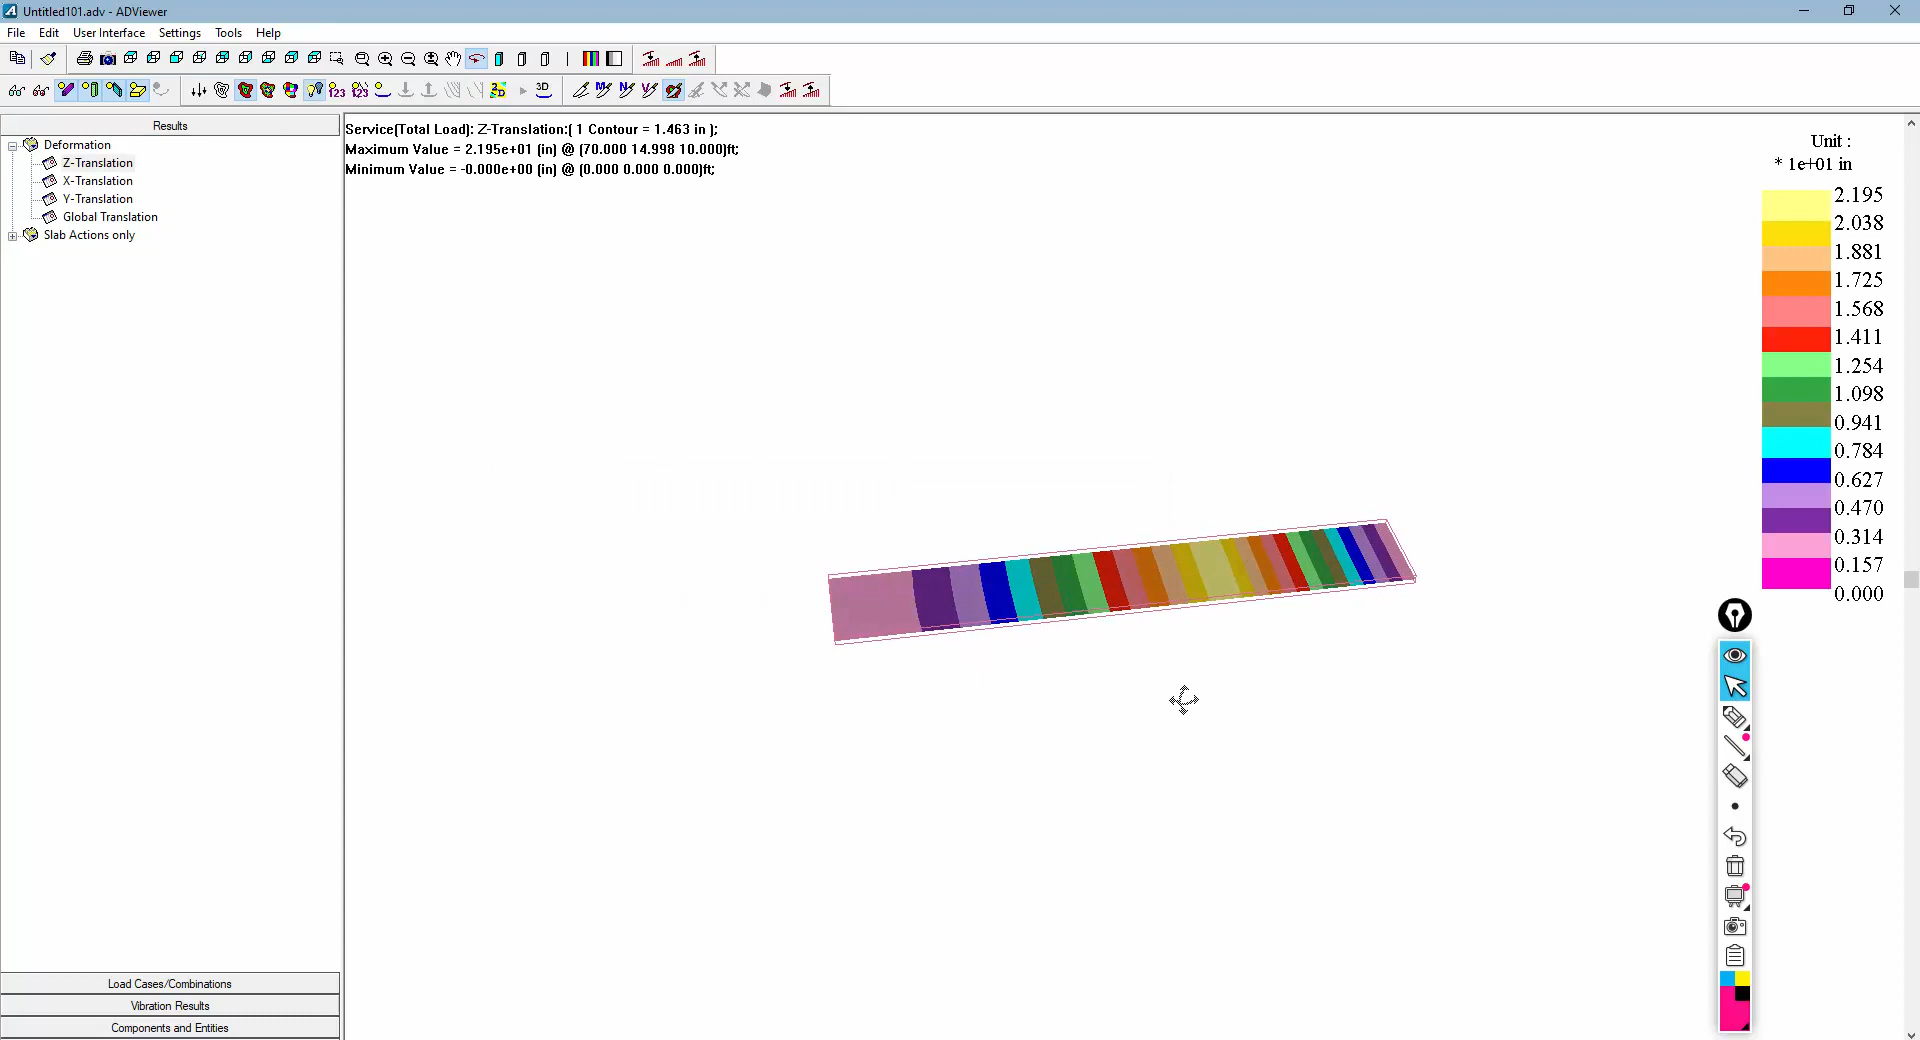 Untitled101.adv - ADViewer
File Edit User Interface Settings Tools Help
123 123 2D 3D M N V
Results
Deformation
Z-Translation
X-Translation
Y-Translation
Global Translation
Slab Actions only
Load Cases/Combinations
Vibration Results
Components and Entities
Service(Total Load): Z-Translation:( 1 Contour = 1.463 in );
Maximum Value = 2.195e+01 (in) @ (70.000 14.998 10.000)ft;
Minimum Value = -0.000e+00 (in) @ (0.000 0.000 0.000)ft;
Unit :
* 1e+01 in
2.195
2.038
1.881
1.725
1.568
1.411
1.254
1.098
0.941
0.784
0.627
0.470
0.314
0.157
0.000